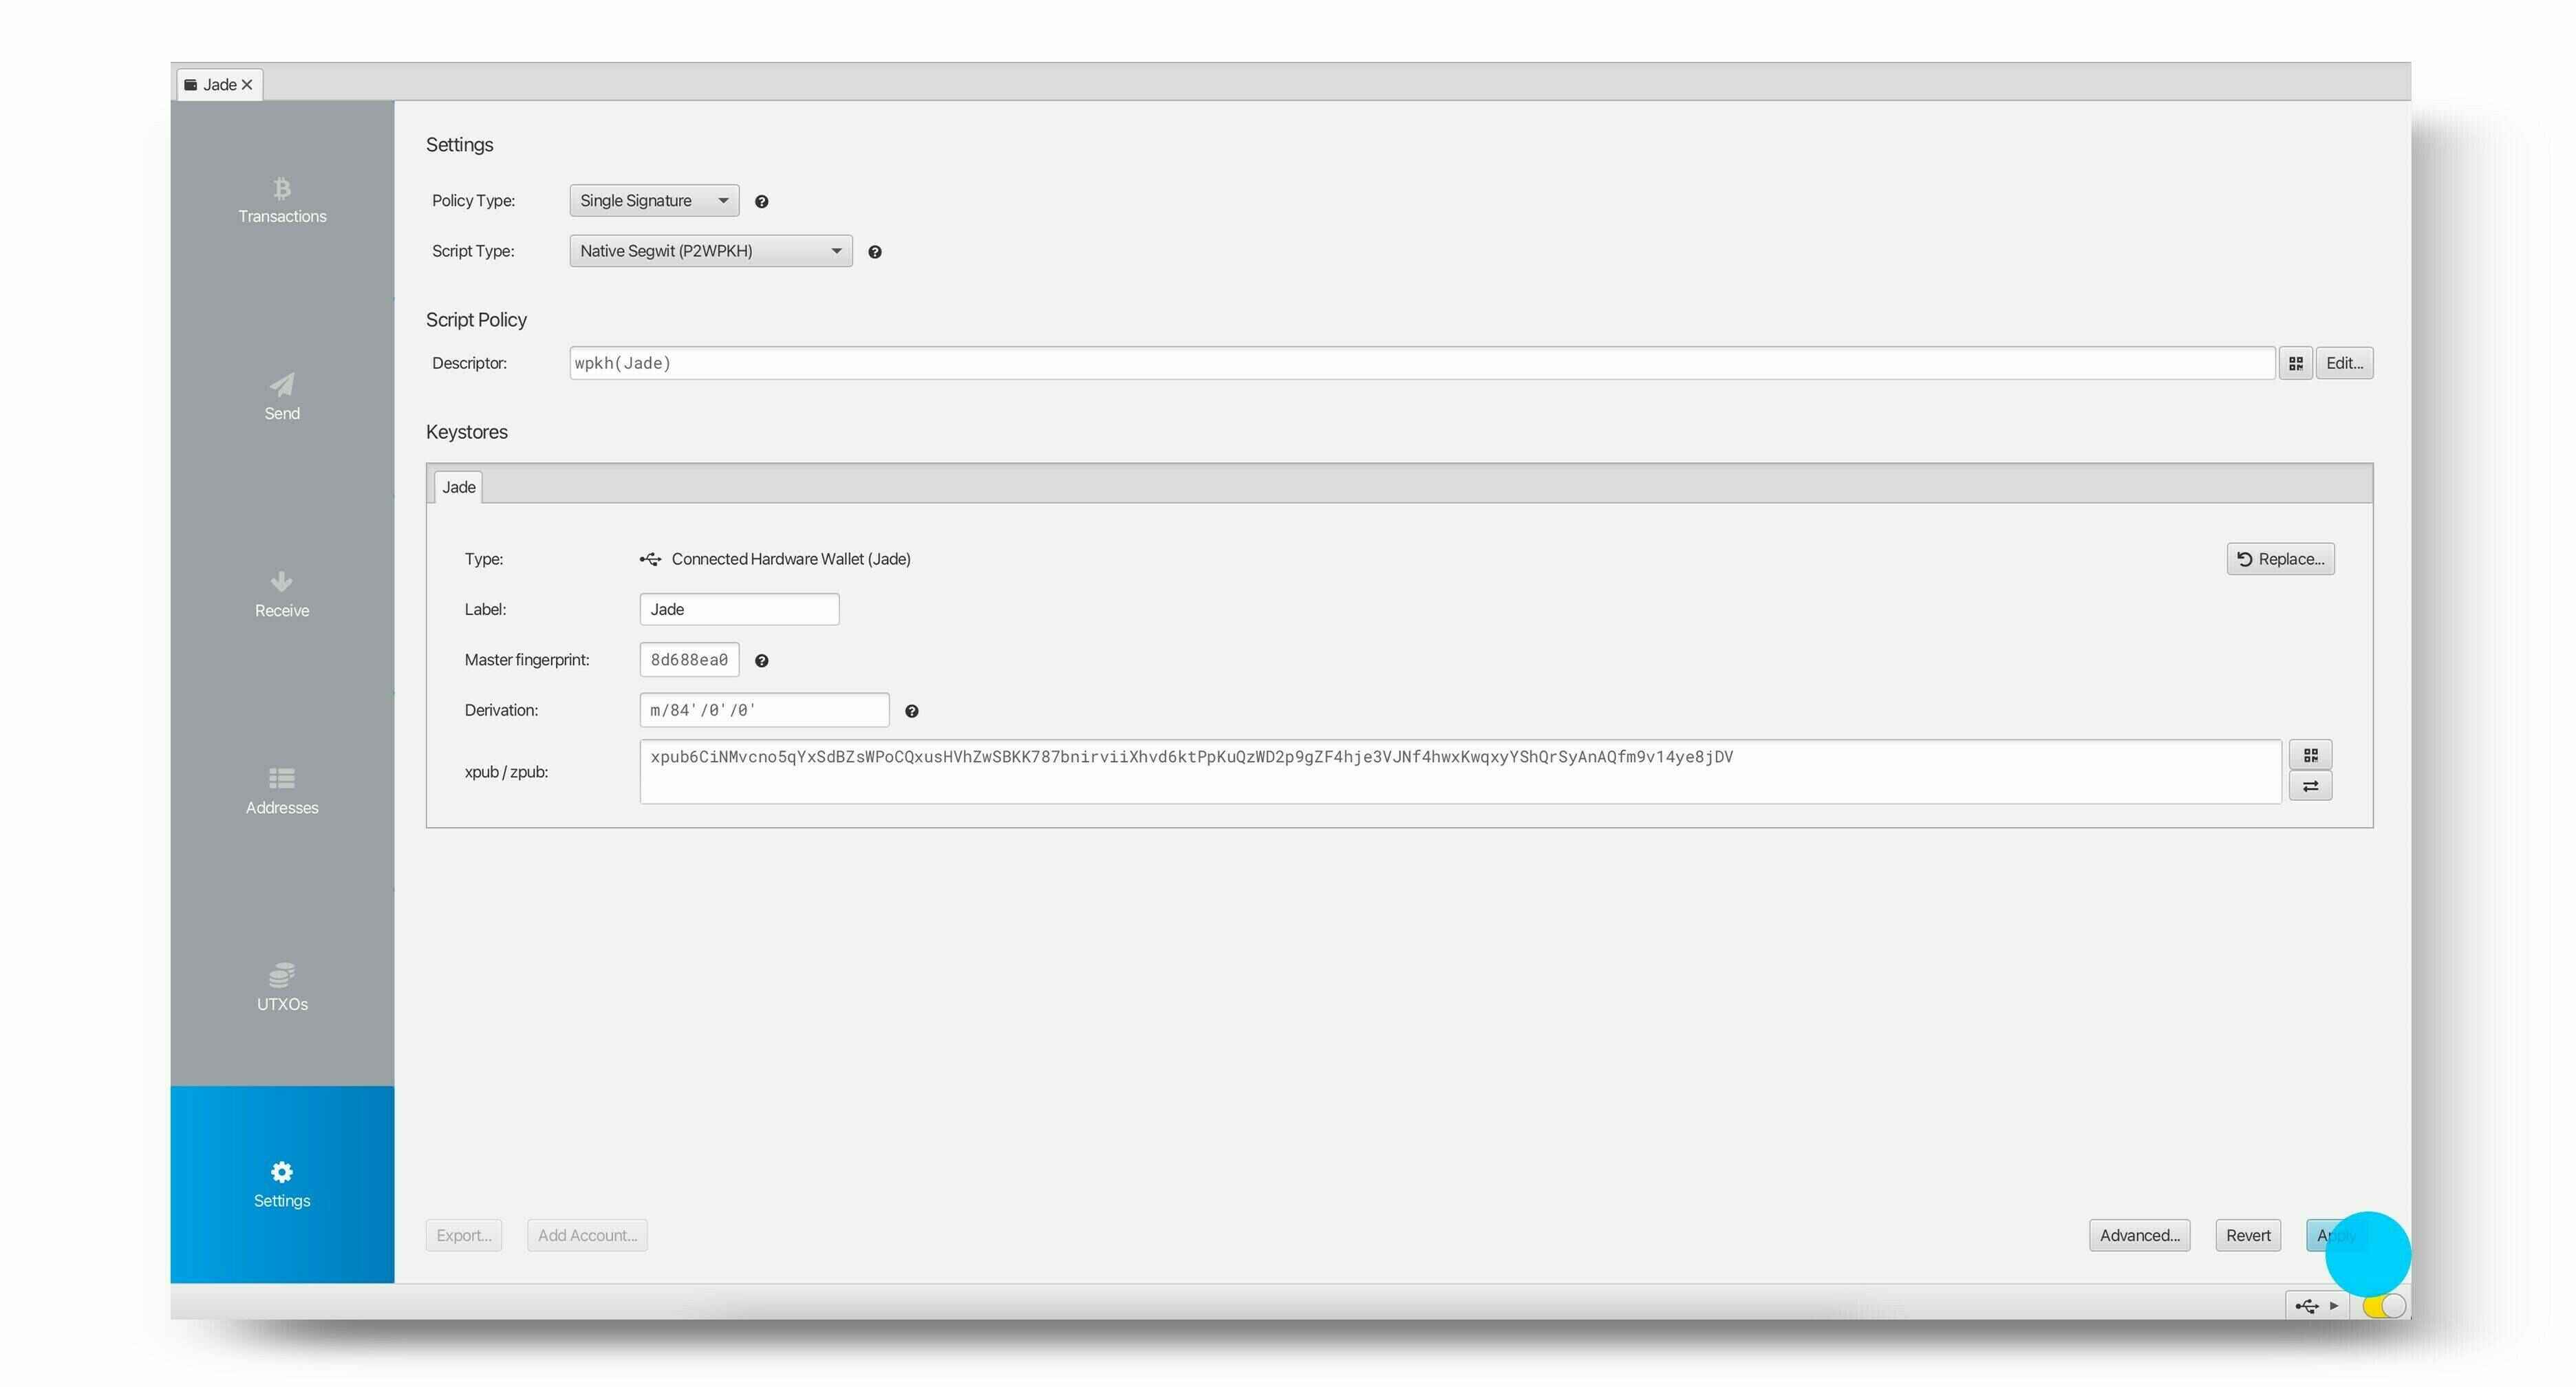 Jade
Transactions
Send
Receive
Addresses
UTXOs
Settings
Settings
Policy Type: Single Signature
Script Type: Native Segwit (P2WPKH)
Script Policy
Descriptor: wpkh(Jade) Edit...
Keystores
Jade
Type: Connected Hardware Wallet (Jade) Replace...
Label: Jade
Master fingerprint: 8d688ea0
Derivation: m/84'/0'/0'
xpub / zpub: xpub6CiNMvcno5qYxSdBZsWPoCQxusHVhZwSBKK787bnirviiXhvd6ktPpKuQzWD2p9gZF4hje3VJNf4hwxKwqxyYShQrSyAnAQfm9v14ye8jDV
Export... Add Account... Advanced... Revert Apply